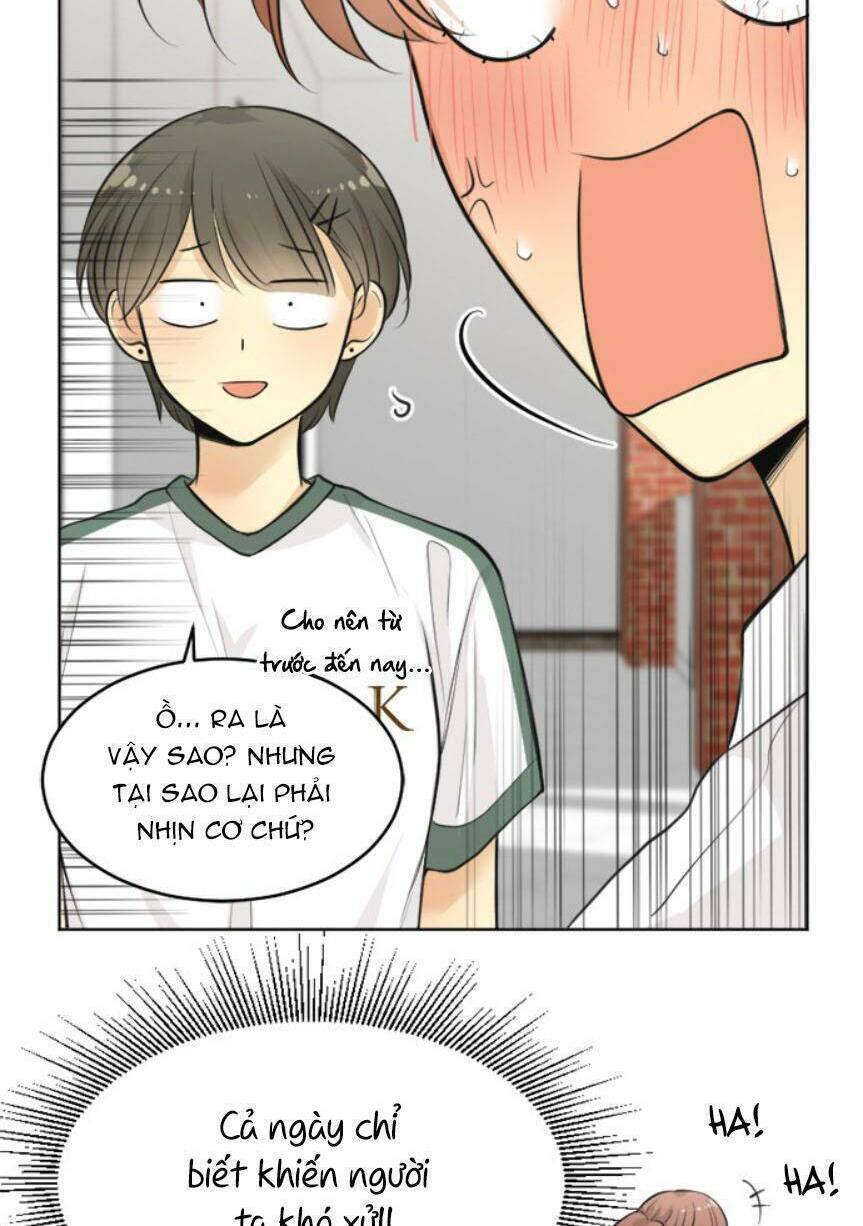 Cho nên từ
trước đến nay...
K
Ồ... RA LÀ
VẬY SAO? NHƯNG
TẠI SAO LẠI PHẢI
NHỊN CƠ CHỨ?
Cả ngày chỉ
biết khiến người
ta khó xử!!
HA!
HA!